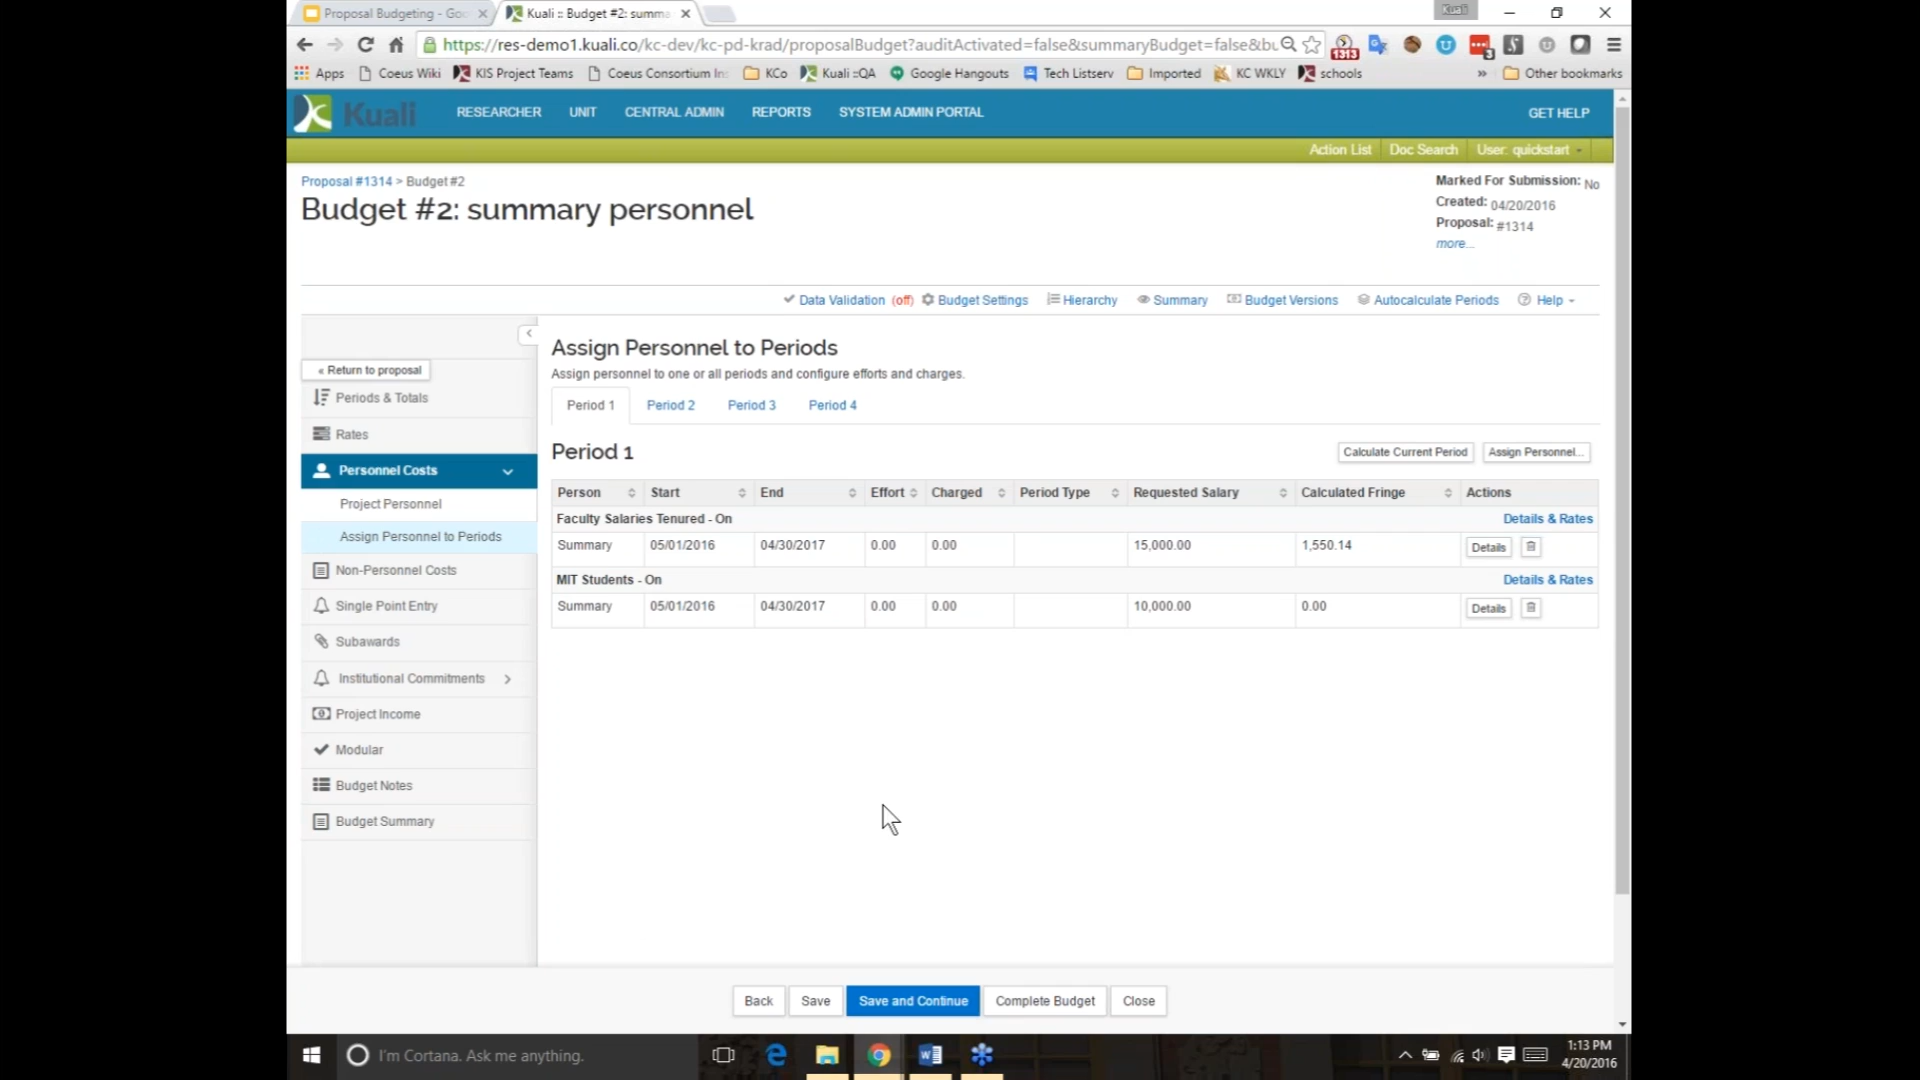 Proposal Budgeting - Goo
Kuali :: Budget #2: summa
Kuali
https://res-demo1.kuali.co/kc-dev/kc-pd-krad/proposalBudget?auditActivated=false&summaryBudget=false&bu
1313
3
Apps
Coeus Wiki
KIS Project Teams
Coeus Consortium In
KCo
Kuali ::QA
Google Hangouts
Tech Listserv
Imported
KC WKLY
schools
»
Other bookmarks
Kuali
RESEARCHER
UNIT
CENTRAL ADMIN
REPORTS
SYSTEM ADMIN PORTAL
GET HELP
Action List
Doc Search
User: quickstart
Proposal #1314 > Budget #2
Budget #2: summary personnel
Marked For Submission: No
Created: 04/20/2016
Proposal: #1314
more...
Data Validation (off)
Budget Settings
Hierarchy
Summary
Budget Versions
Autocalculate Periods
Help
« Return to proposal
Periods & Totals
Rates
Personnel Costs
Project Personnel
Assign Personnel to Periods
Non-Personnel Costs
Single Point Entry
Subawards
Institutional Commitments
Project Income
Modular
Budget Notes
Budget Summary
Assign Personnel to Periods
Assign personnel to one or all periods and configure efforts and charges.
Period 1
Period 2
Period 3
Period 4
Period 1
Calculate Current Period
Assign Personnel...
Person Start End Effort Charged Period Type Requested Salary Calculated Fringe Actions
Faculty Salaries Tenured - On Details & Rates
Summary 05/01/2016 04/30/2017 0.00 0.00 15,000.00 1,550.14 Details
MIT Students - On Details & Rates
Summary 05/01/2016 04/30/2017 0.00 0.00 10,000.00 0.00 Details
Back
Save
Save and Continue
Complete Budget
Close
I'm Cortana. Ask me anything.
1:13 PM
4/20/2016